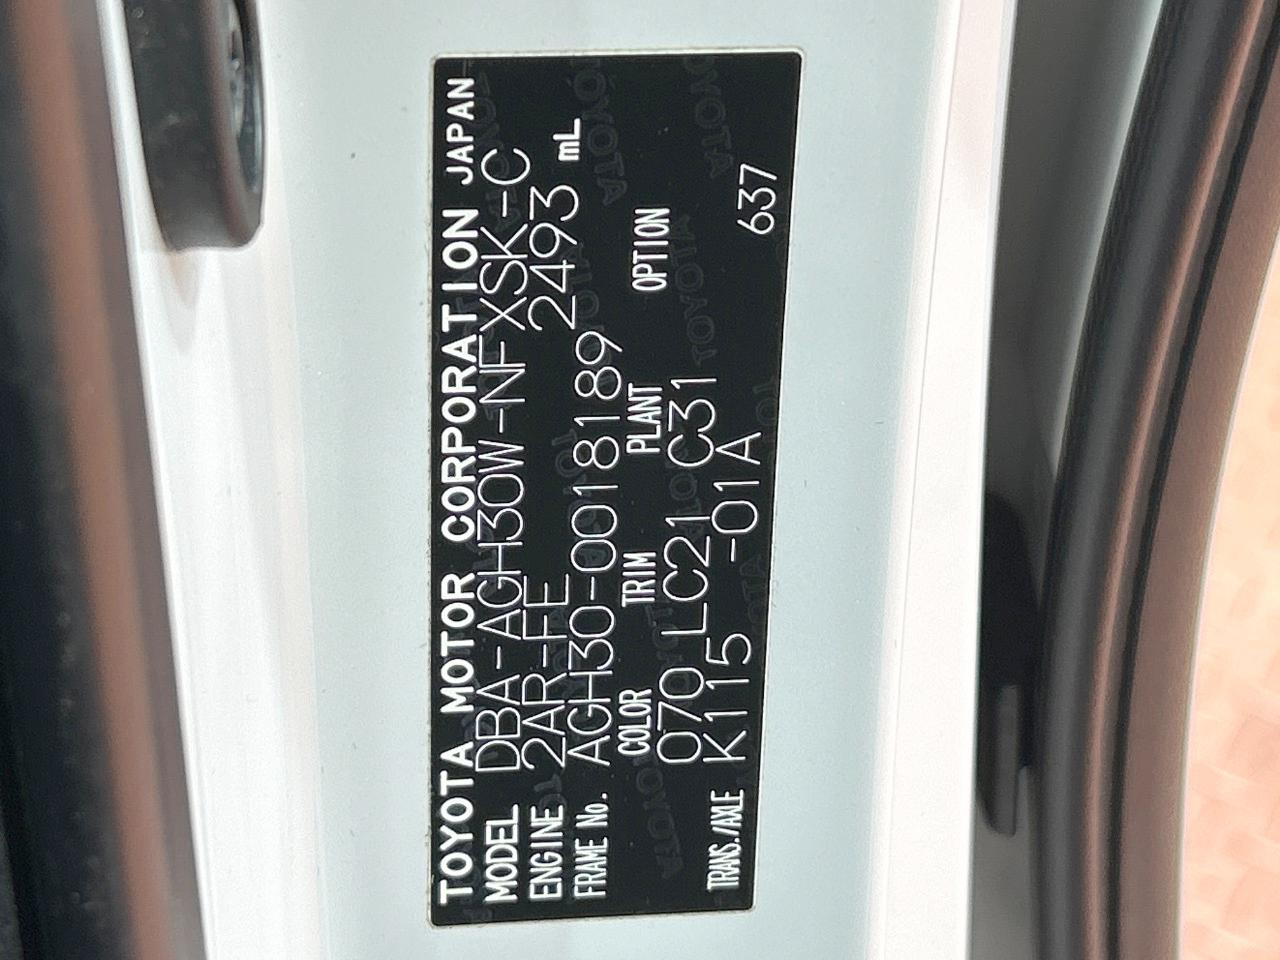 TOYOTA MOTOR CORPORATION JAPAN
MODEL DBA-AGH30W-NFXSK-C
ENGINE 2AR-FE 2493 mL
FRAME No. AGH30-0018189
COLOR TRIM PLANT OPTION
070 LC21 C31
TRANS./AXLE K115 -01A 637